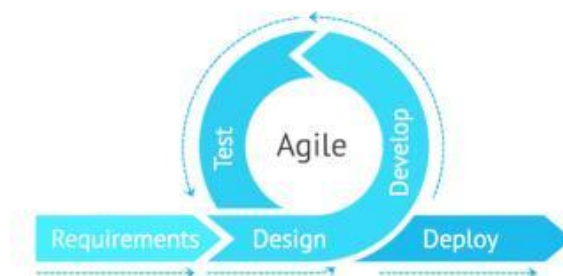 Test
Agile
Develop
Requirements
Design
Deploy